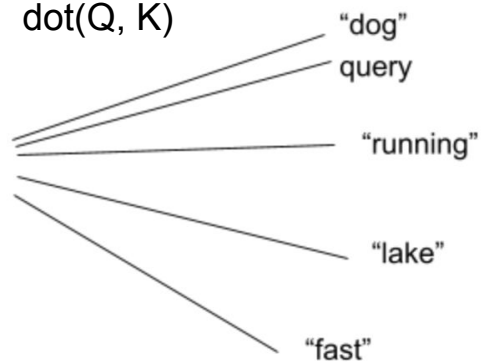 dot(Q, K)
“dog”
query
“running”
“lake”
“fast”